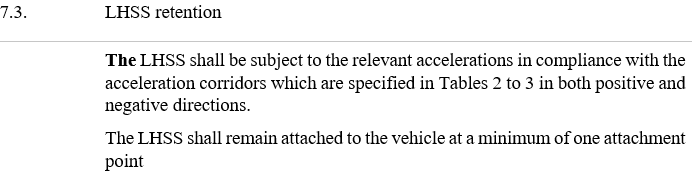 7.3. LHSS retention
The LHSS shall be subject to the relevant accelerations in compliance with the
acceleration corridors which are specified in Tables 2 to 3 in both positive and
negative directions.
The LHSS shall remain attached to the vehicle at a minimum of one attachment
point